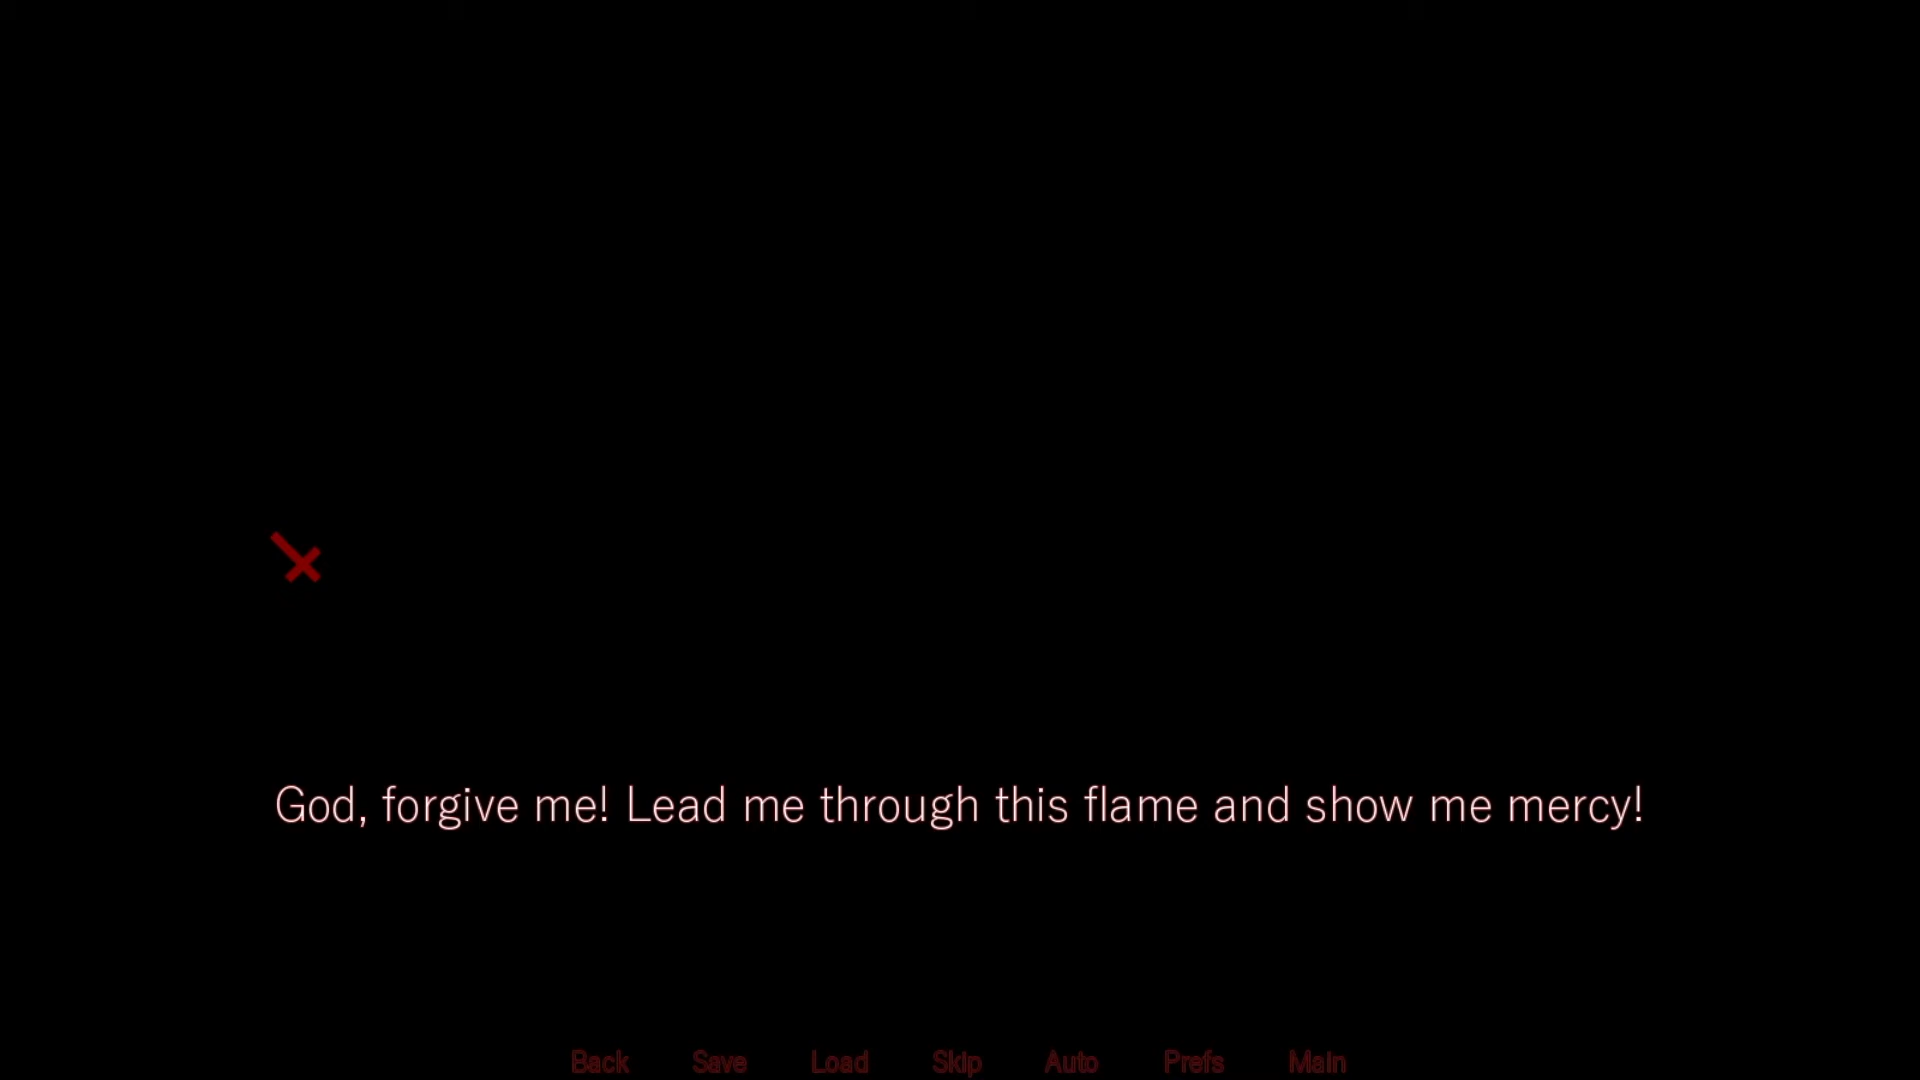 God, forgive me! Lead me through this flame and show me mercy!
Back Save Load Skip Auto Prefs Main